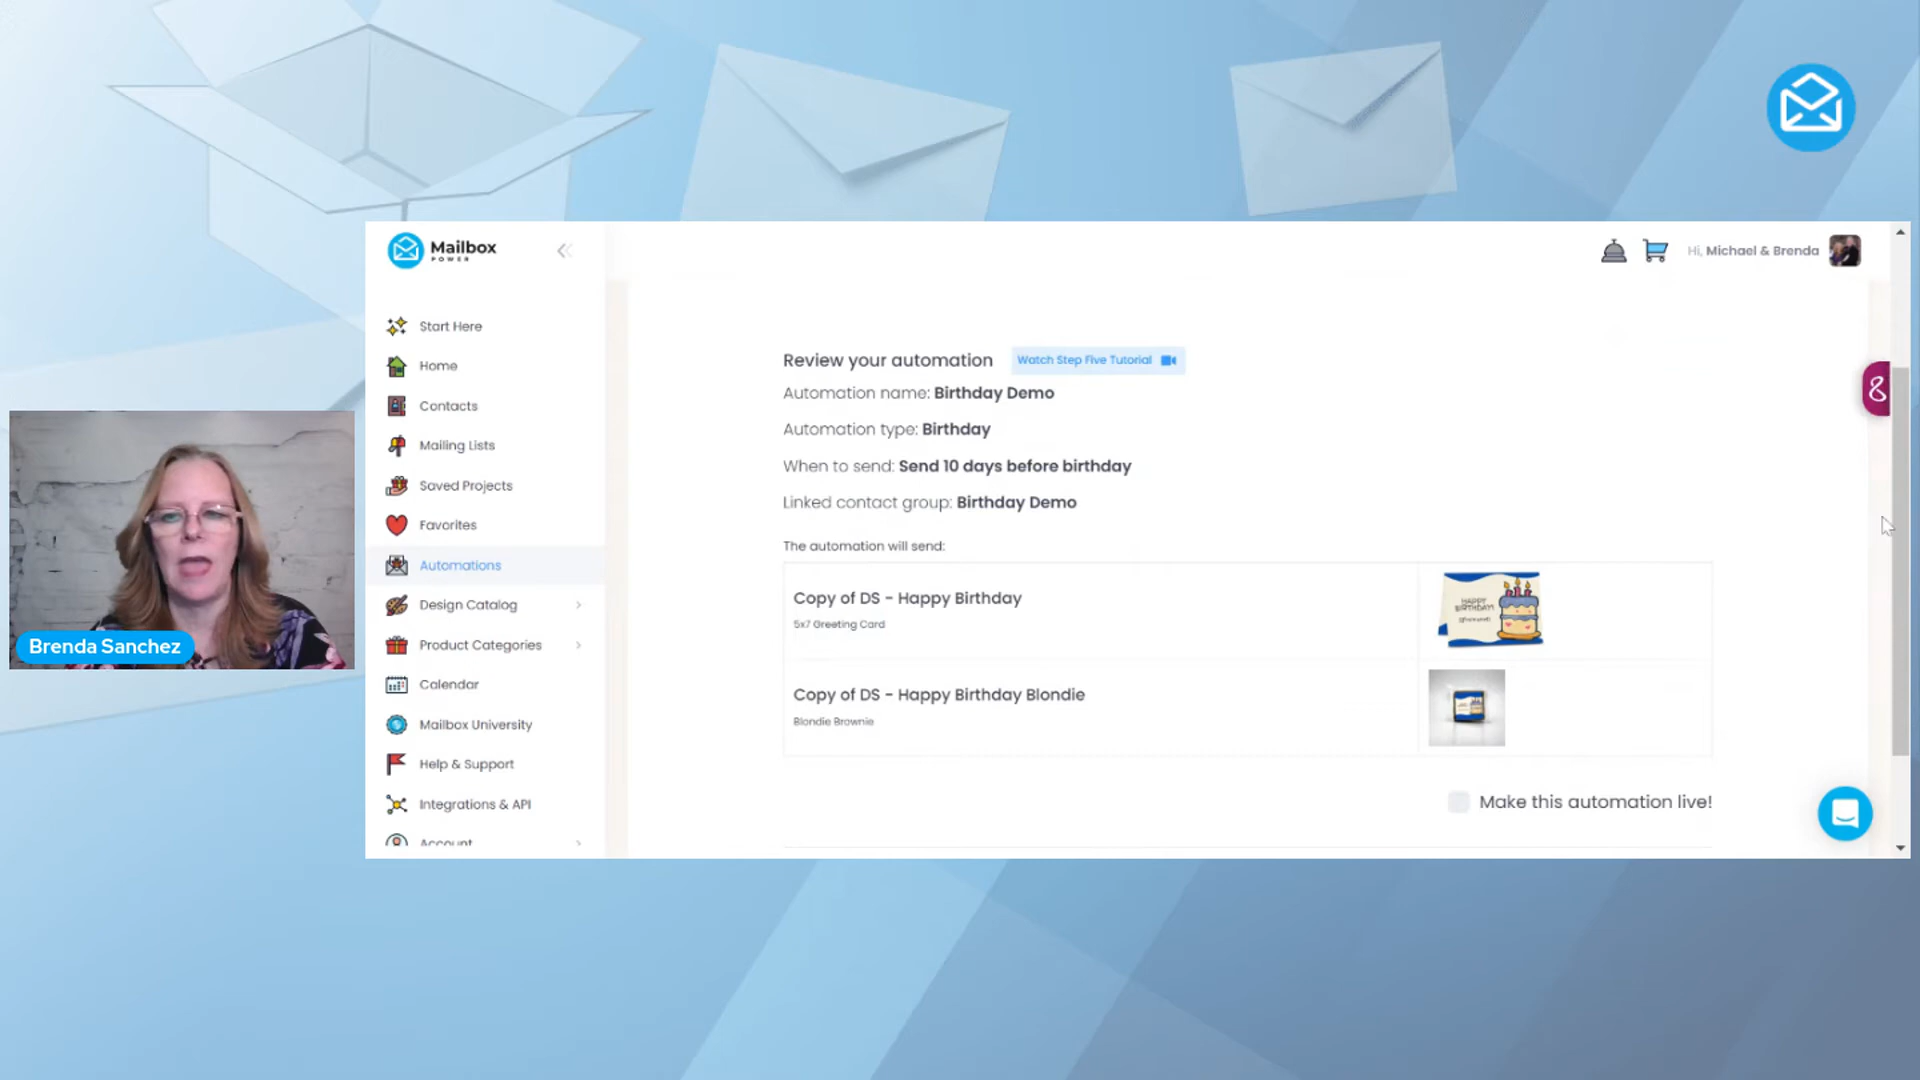 Mailbox
POWER
Hi, Michael & Brenda
Start Here
Home
Contacts
Mailing Lists
Saved Projects
Favorites
Automations
Design Catalog
Product Categories
Calendar
Mailbox University
Help & Support
Integrations & API
Account
Review your automation
Watch Step Five Tutorial
Automation name: Birthday Demo
Automation type: Birthday
When to send: Send 10 days before birthday
Linked contact group: Birthday Demo
The automation will send:
Copy of DS - Happy Birthday
5x7 Greeting Card
HAPPY
BIRTHDAY!
Copy of DS - Happy Birthday Blondie
Blondie Brownie
Make this automation live!
Brenda Sanchez